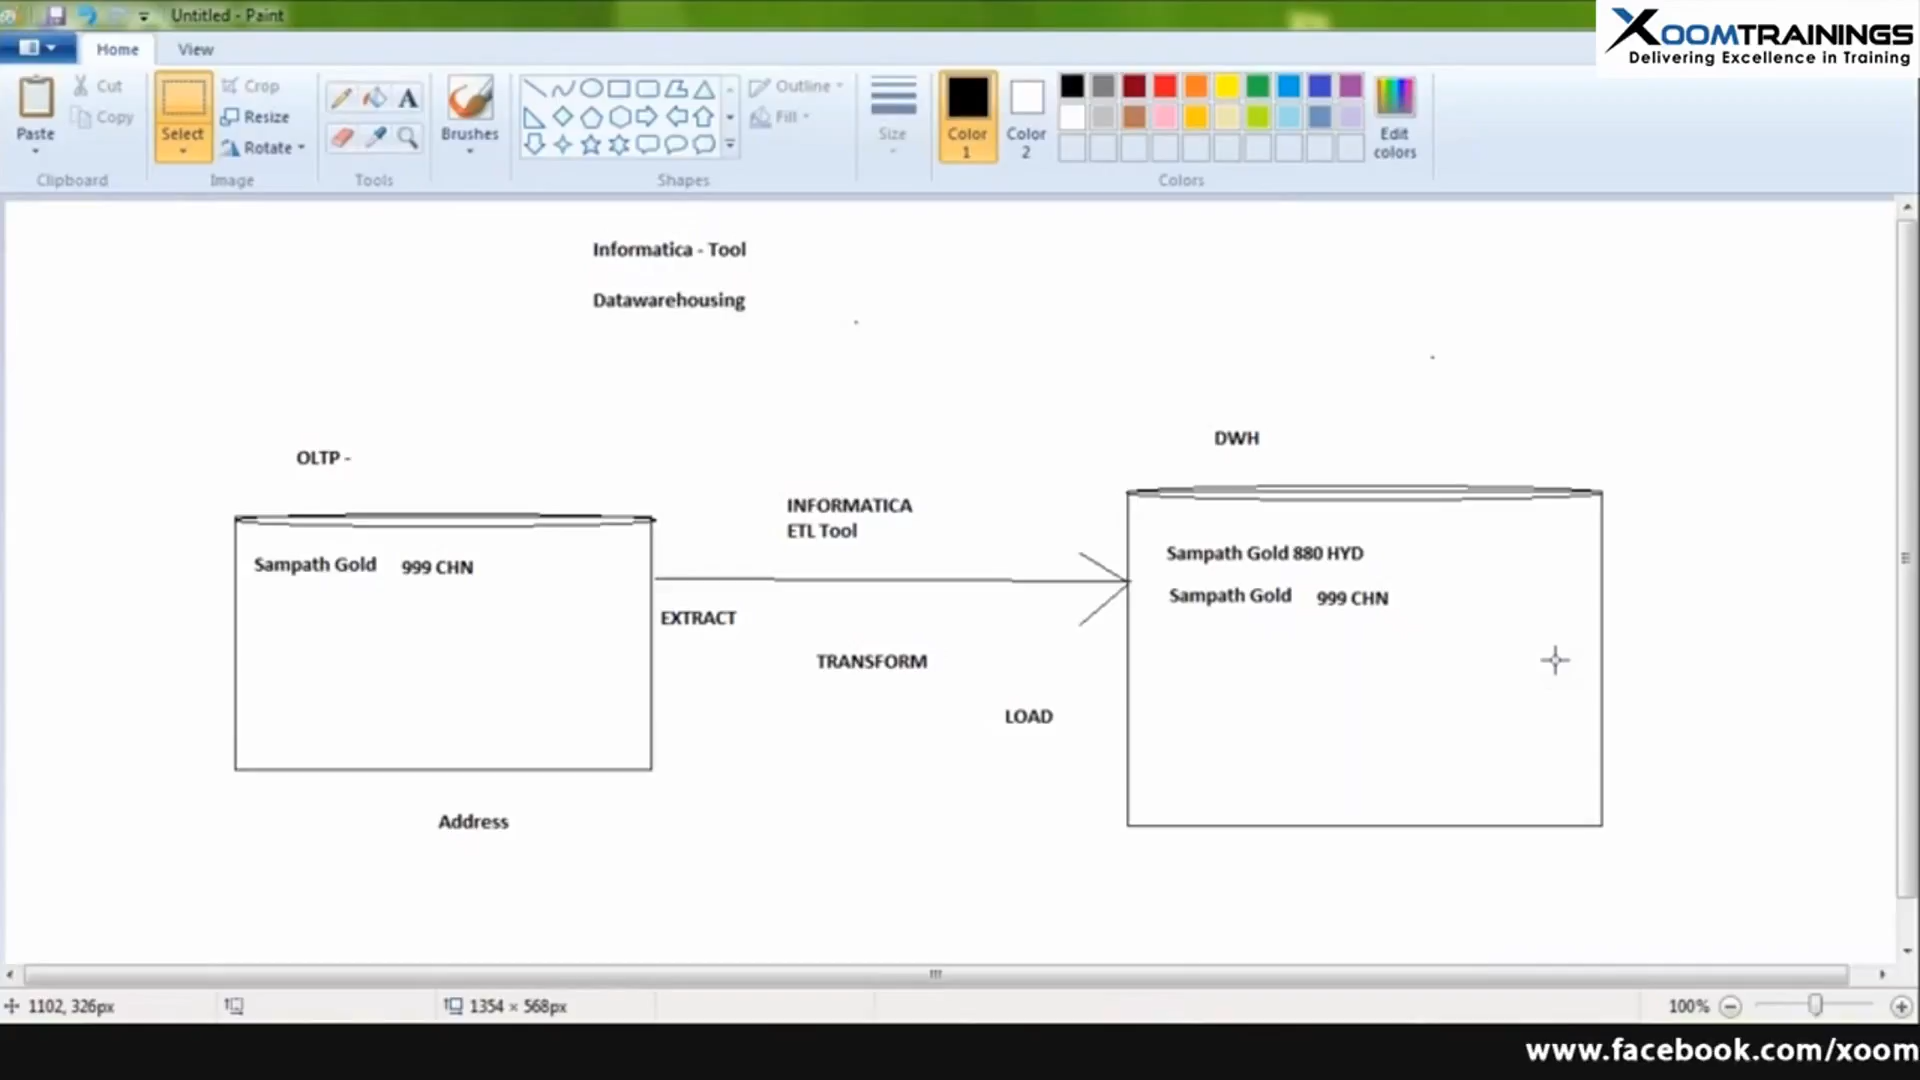 Untitled - Paint
XOOMTRAININGS
Delivering Excellence in Training
Home
View
Paste
Cut
Copy
Clipboard
Select
Crop
Resize
Rotate
Image
A
Tools
Brushes
Shapes
Outline
Fill
Size
Color 1
Color 2
Edit colors
Colors
Informatica - Tool
Datawarehousing
OLTP -
DWH
INFORMATICA
ETL Tool
Sampath Gold 999 CHN
Sampath Gold 880 HYD
Sampath Gold 999 CHN
EXTRACT
TRANSFORM
LOAD
Address
1102, 326px
1354 × 568px
100%
www.facebook.com/xoom